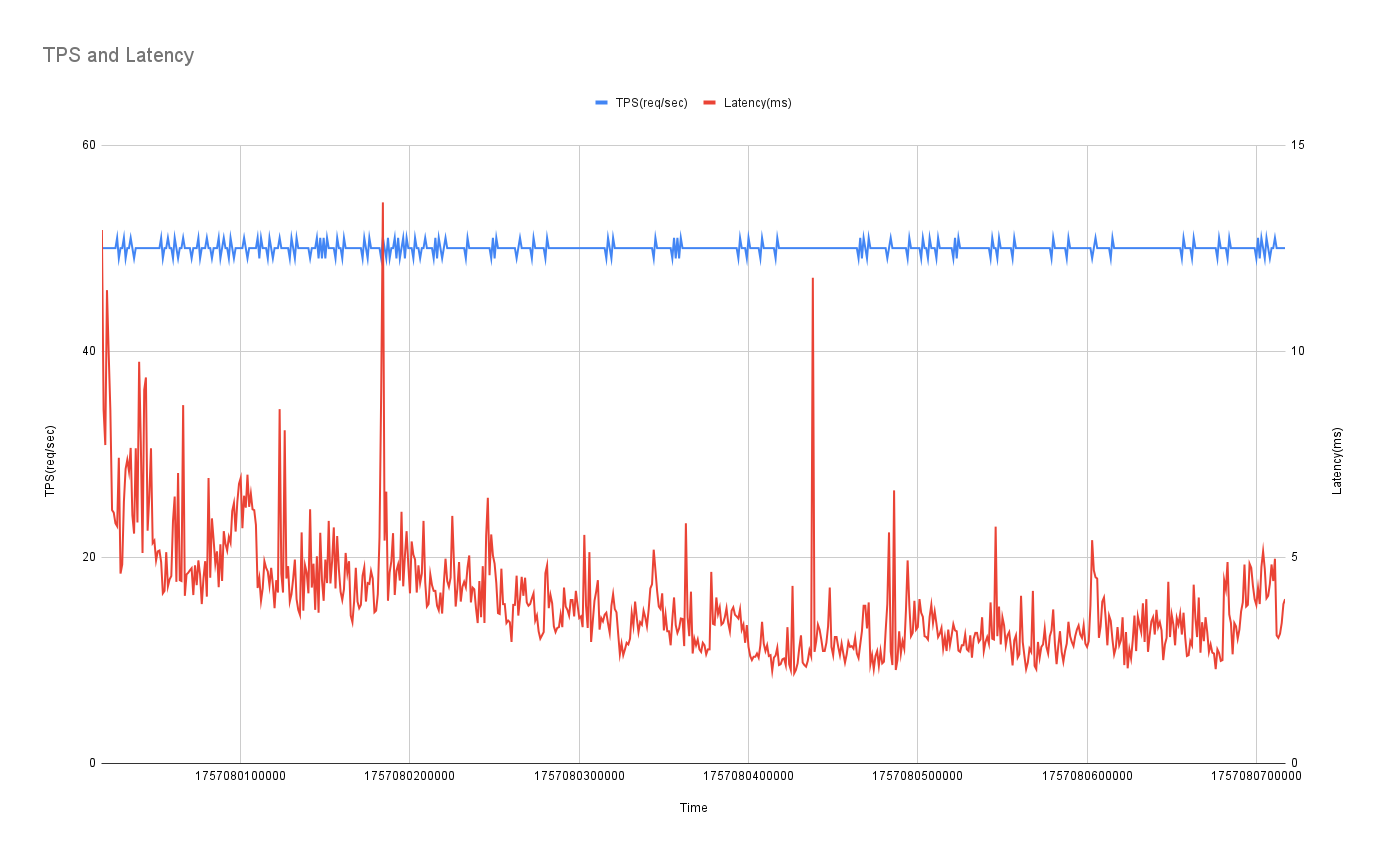 TPS and Latency
TPS(req/sec) Latency(ms)
60 15
40 10
TPS(req/sec) Latency(ms)
20 5
0 0
1757080100000 1757080200000 1757080300000 1757080400000 1757080500000 1757080600000 1757080700000
Time